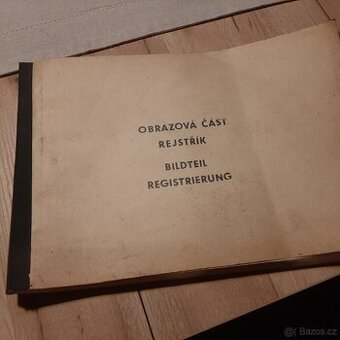 OBRAZOVÁ ČÁST
REJSTŘÍK
BILDTEIL
REGISTRIERUNG
© Bazos.cz